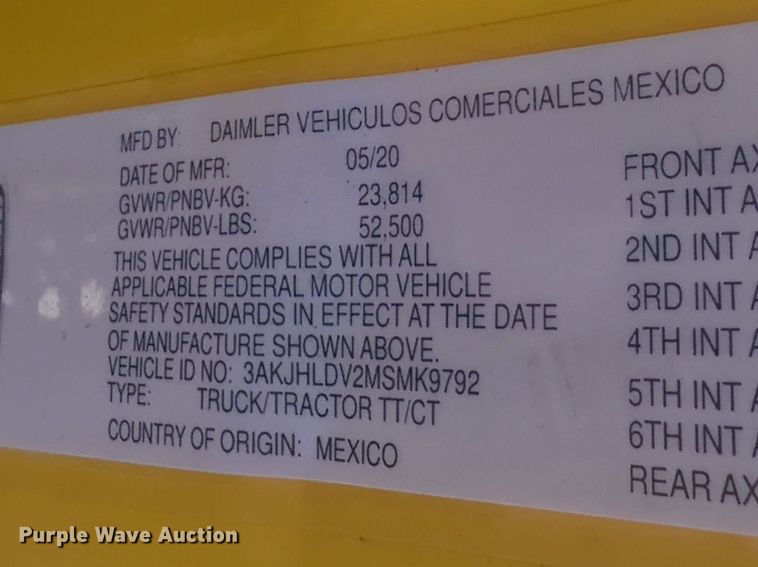 MFD BY: DAIMLER VEHICULOS COMERCIALES MEXICO
DATE OF MFR: 05/20
GVWR/PNBV-KG: 23,814
GVWR/PNBV-LBS: 52,500
THIS VEHICLE COMPLIES WITH ALL
APPLICABLE FEDERAL MOTOR VEHICLE
SAFETY STANDARDS IN EFFECT AT THE DATE
OF MANUFACTURE SHOWN ABOVE.
VEHICLE ID NO: 3AKJHLDV2MSMK9792
TYPE: TRUCK/TRACTOR TT/CT
COUNTRY OF ORIGIN: MEXICO
FRONT AX
1ST INT A
2ND INT A
3RD INT A
4TH INT A
5TH INT A
6TH INT A
REAR AX
Purple Wave Auction